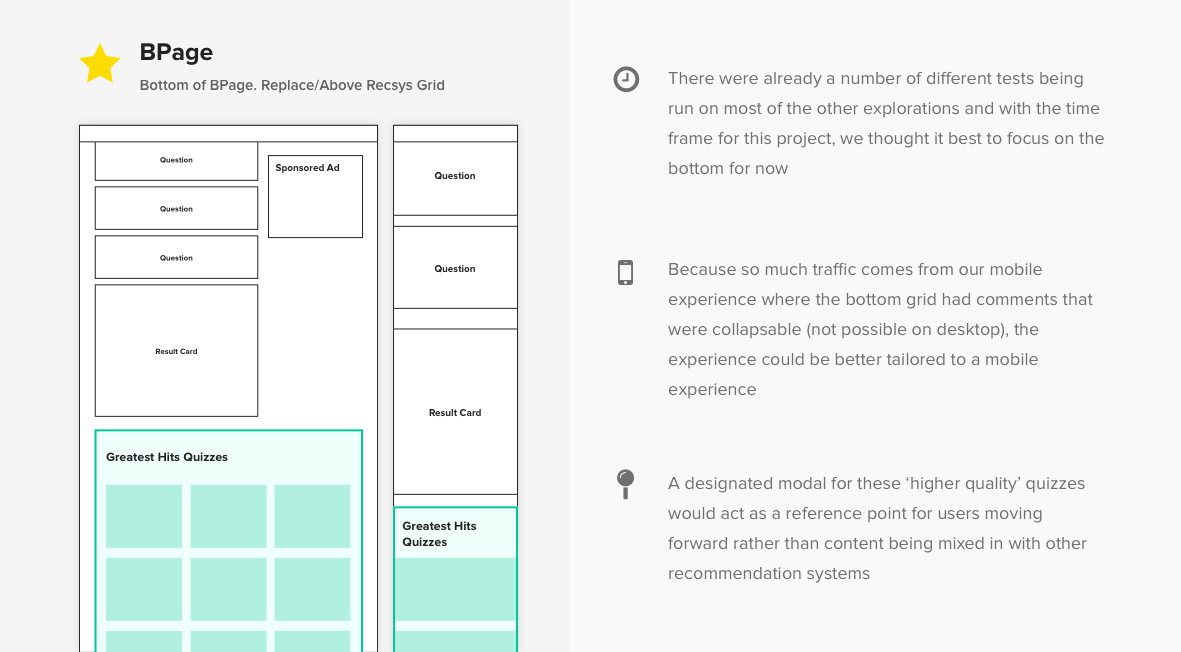 BPage
Bottom of BPage. Replace/Above Recsys Grid
Question
Question
Question
Result Card
Sponsored Ad
Greatest Hits Quizzes
Question
Question
Result Card
Greatest Hits
Quizzes
There were already a number of different tests being
run on most of the other explorations and with the time
frame for this project, we thought it best to focus on the
bottom for now
Because so much traffic comes from our mobile
experience where the bottom grid had comments that
were collapsable (not possible on desktop), the
experience could be better tailored to a mobile
experience
A designated modal for these ‘higher quality’ quizzes
would act as a reference point for users moving
forward rather than content being mixed in with other
recommendation systems